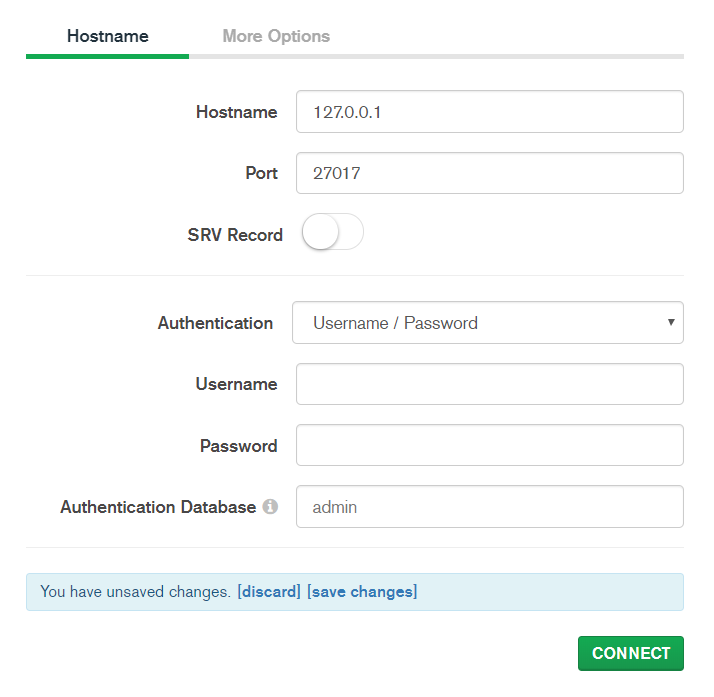 Hostname More Options
Hostname 127.0.0.1
Port 27017
SRV Record
Authentication Username / Password
Username
Password
Authentication Database admin
You have unsaved changes. [discard] [save changes]
CONNECT